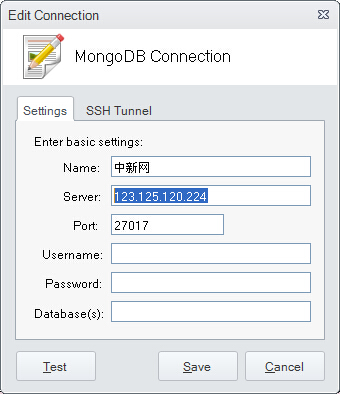 Edit Connection
MongoDB Connection
Settings SSH Tunnel
Enter basic settings:
Name: 中新网
Server: 123.125.120.224
Port: 27017
Username:
Password:
Database(s):
Test Save Cancel